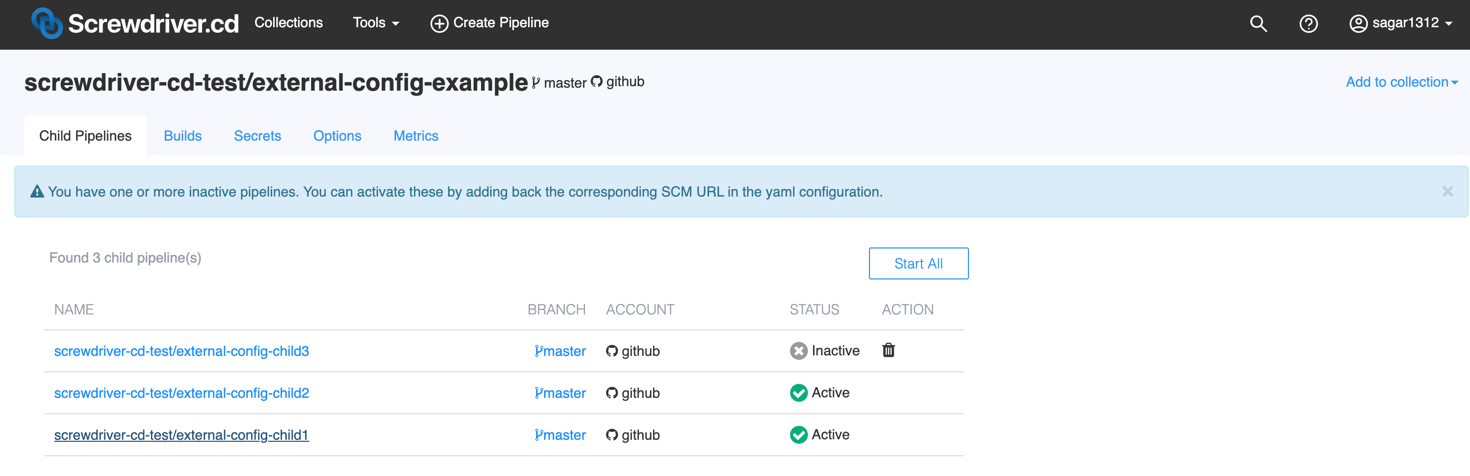 Screwdriver.cd Collections Tools Create Pipeline sagar1312
screwdriver-cd-test/external-config-example master github Add to collection
Child Pipelines Builds Secrets Options Metrics
You have one or more inactive pipelines. You can activate these by adding back the corresponding SCM URL in the yaml configuration.
Found 3 child pipeline(s) Start All
NAME BRANCH ACCOUNT STATUS ACTION
screwdriver-cd-test/external-config-child3 master github Inactive
screwdriver-cd-test/external-config-child2 master github Active
screwdriver-cd-test/external-config-child1 master github Active